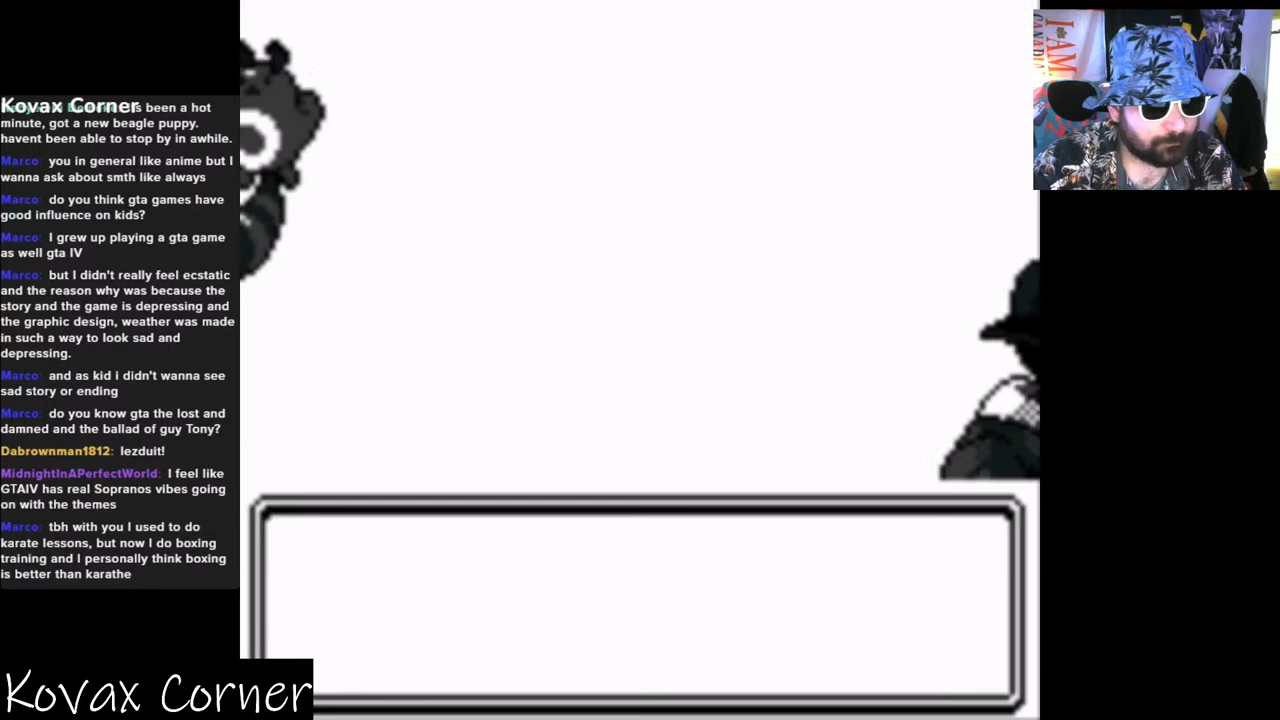 Kovax Corner
s been a hot
minute, got a new beagle puppy.
havent been able to stop by in awhile.
Marco: you in general like anime but I
wanna ask about smth like always
Marco: do you think gta games have
good influence on kids?
Marco: I grew up playing a gta game
as well gta IV
Marco: but I didn't really feel ecstatic
and the reason why was because the
story and the game is depressing and
the graphic design, weather was made
in such a way to look sad and
depressing.
Marco: and as kid i didn't wanna see
sad story or ending
Marco: do you know gta the lost and
damned and the ballad of guy Tony?
Dabrownman1812: lezduit!
MidnightInAPerfectWorld: I feel like
GTAIV has real Sopranos vibes going
on with the themes
Marco: tbh with you I used to do
karate lessons, but now I do boxing
training and I personally think boxing
is better than karathe
Kovax Corner
I AM